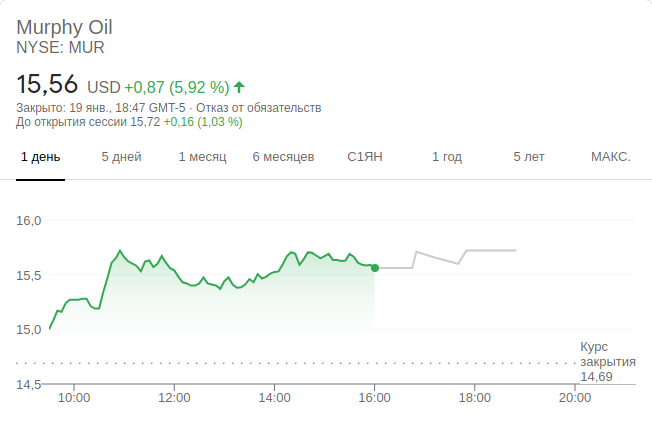 Murphy Oil
NYSE: MUR
15,56 USD +0,87 (5,92 %)
Закрыто: 19 янв., 18:47 GMT-5 · Отказ от обязательств
До открытия сессии 15,72 +0,16 (1,03 %)
1 день 5 дней 1 месяц 6 месяцев С1ЯН 1 год 5 лет МАКС.
16,0
15,5
15,0
Курс
закрытия
14,69
14,5
10:00 12:00 14:00 16:00 18:00 20:00